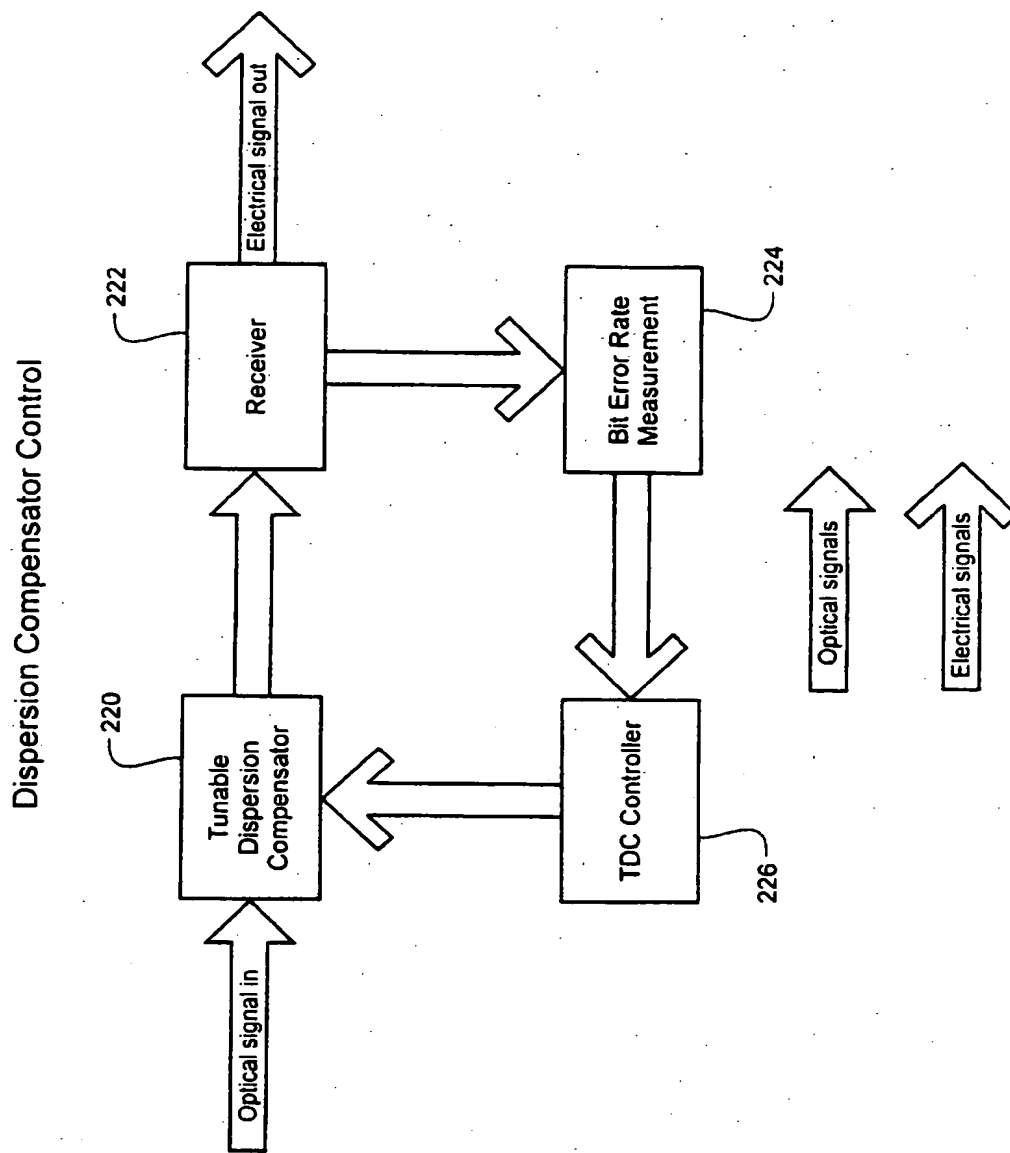 Dispersion Compensator Control
220
222
Optical signal in
Tunable
Dispersion
Compensator
Receiver
Electrical signal out
TDC Controller
Bit Error Rate
Measurement
226
224
Optical signals
Electrical signals